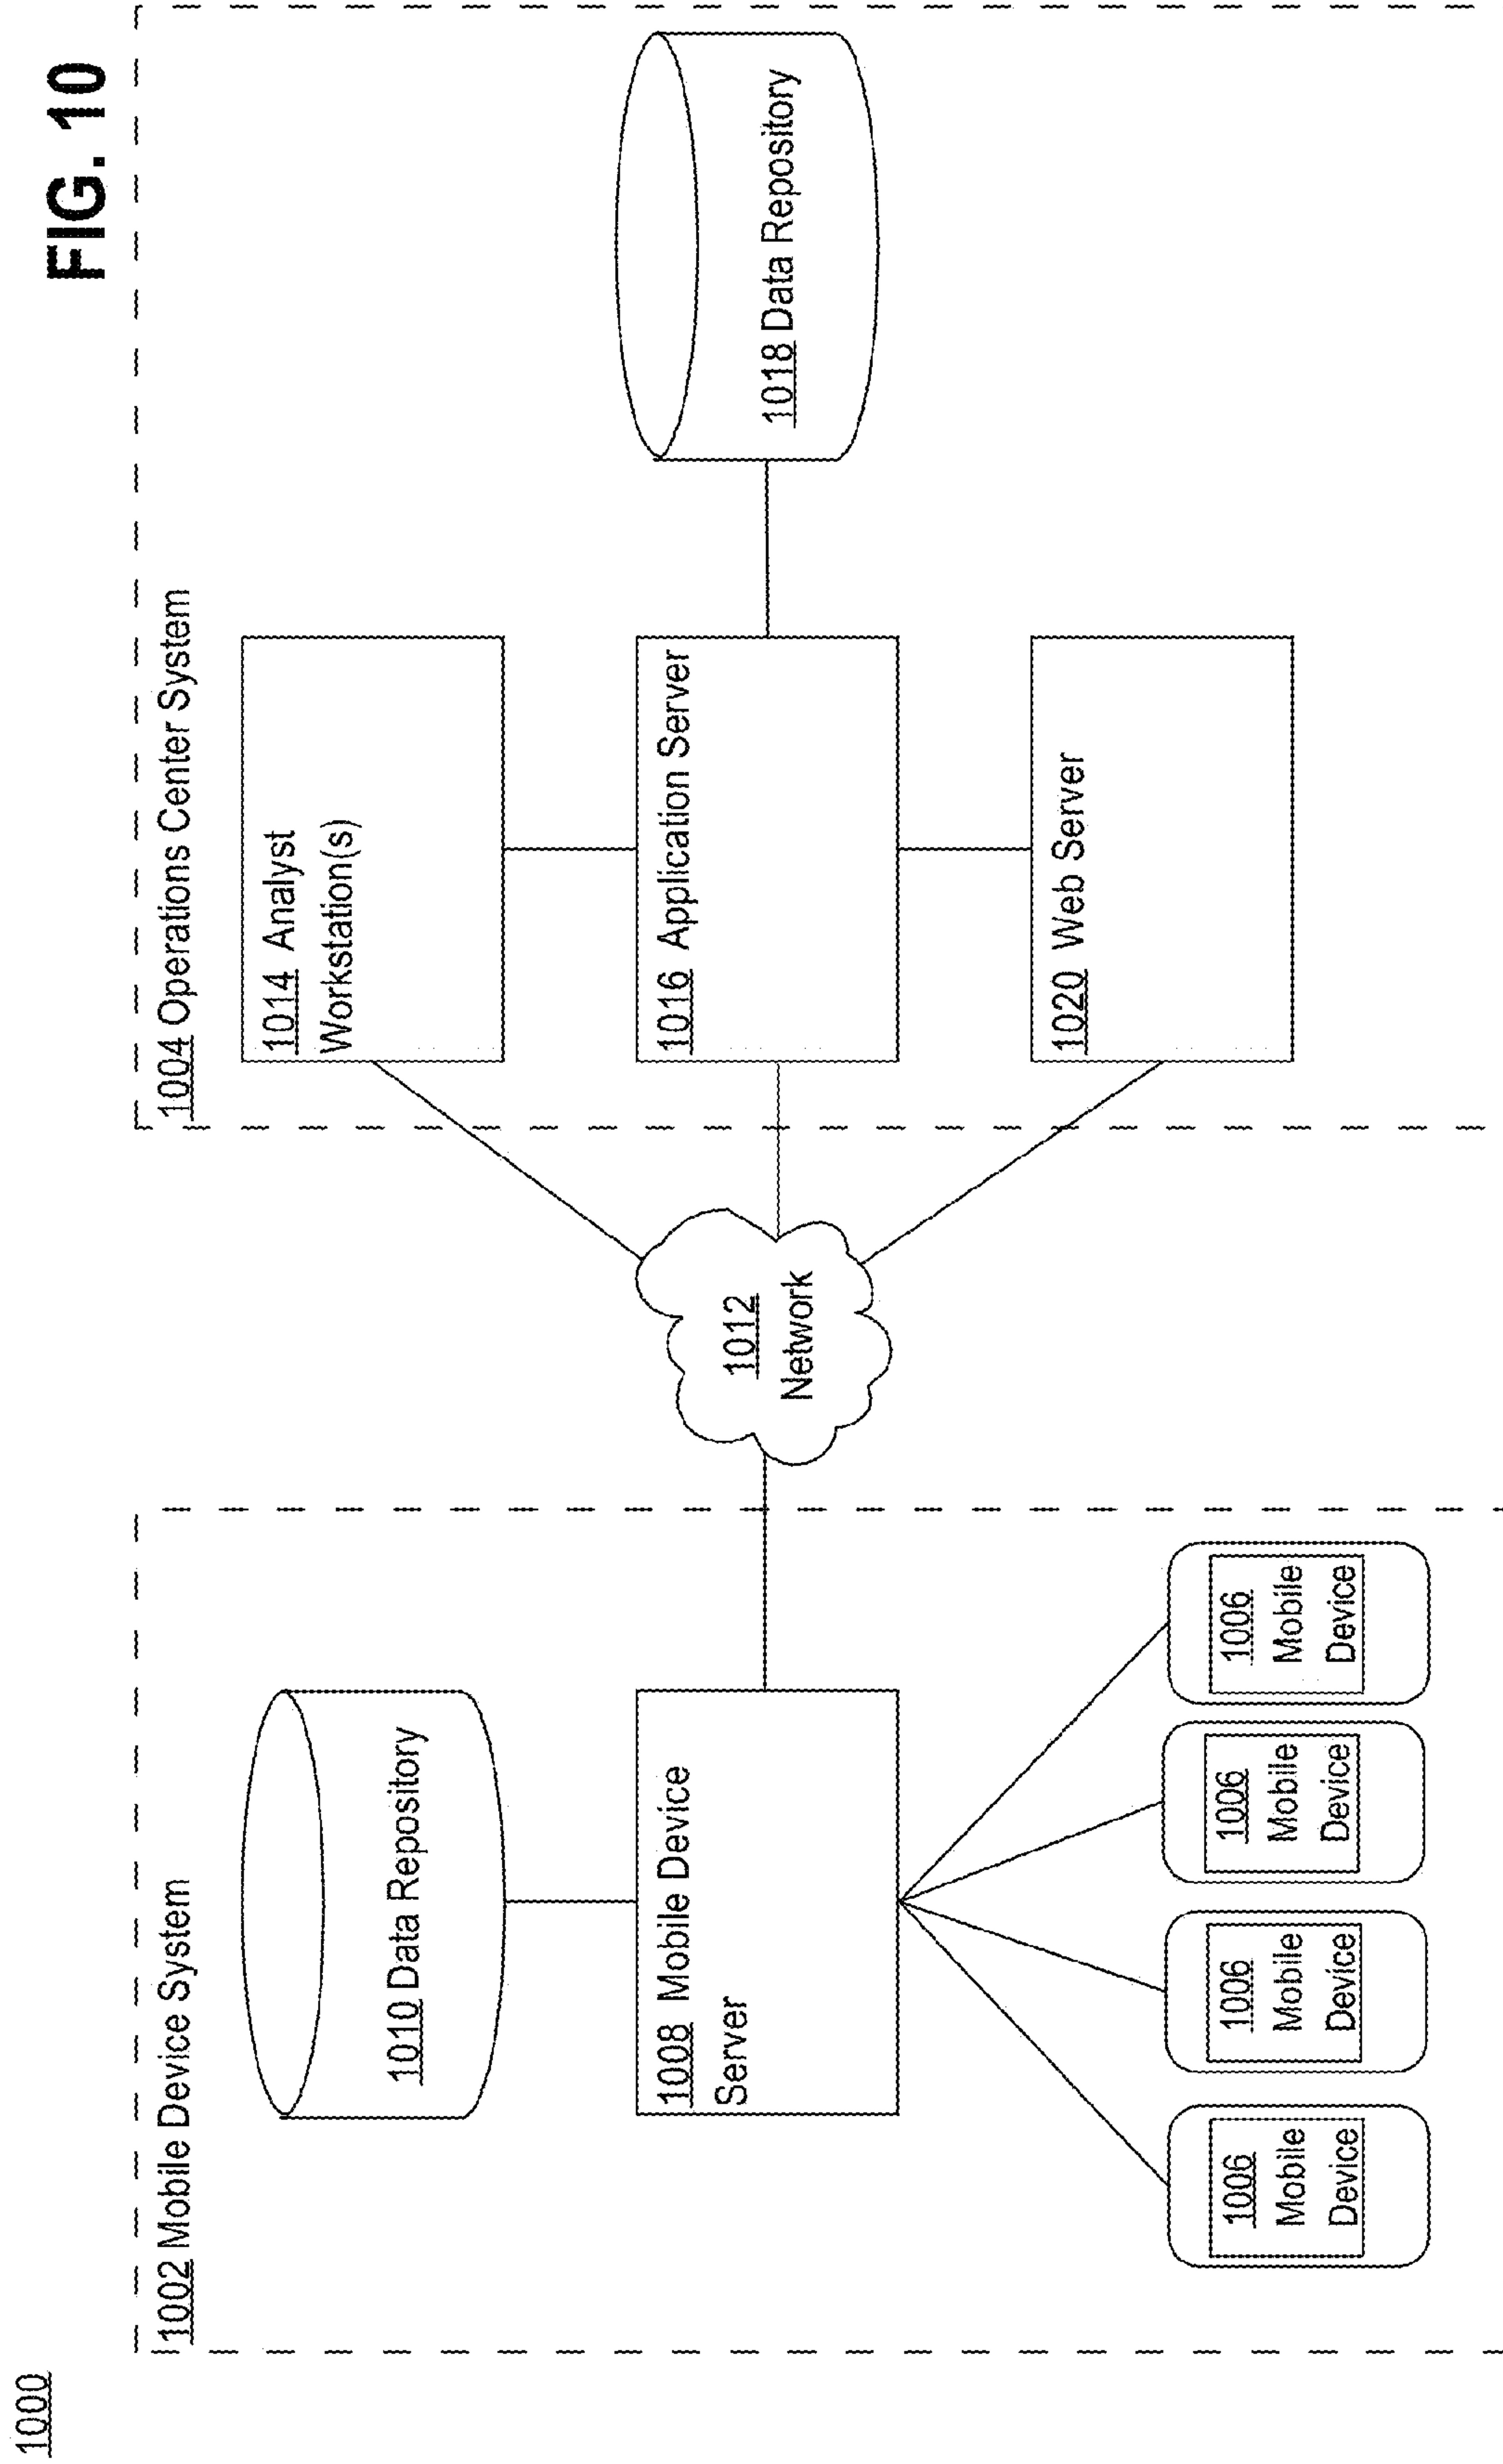 1000
FIG. 10
1002 Mobile Device System
1010 Data Repository
1008 Mobile Device
Server
1006
Mobile
Device
1006
Mobile
Device
1006
Mobile
Device
1006
Mobile
Device
1012
Network
1004 Operations Center System
1014 Analyst
Workstation(s)
1016 Application Server
1018 Data Repository
1020 Web Server